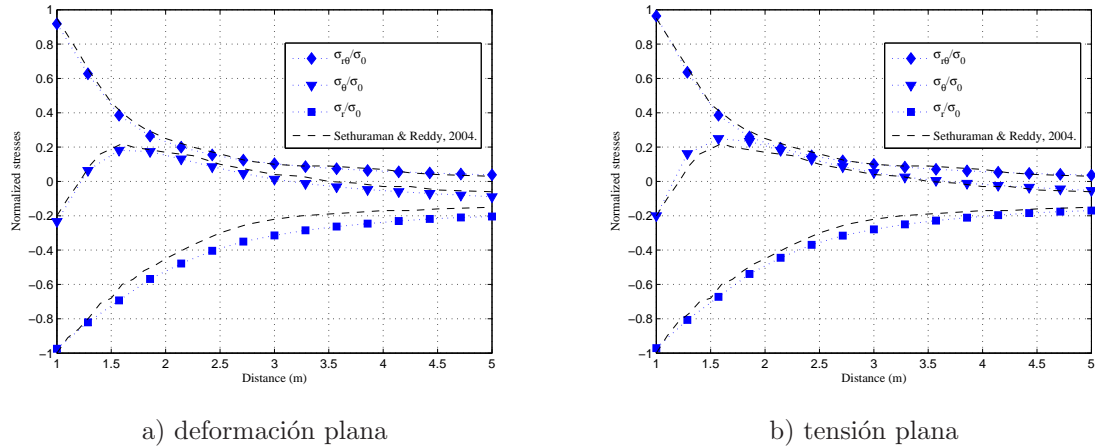 1
0.8
0.6
0.4
0.2
0
−0.2
−0.4
−0.6
−0.8
−1
Normalized stresses
σrθ/σ0
σθ/σ0
σr/σ0
Sethuraman & Reddy, 2004.
1 1.5 2 2.5 3 3.5 4 4.5 5
Distance (m)
a) deformación plana
1
0.8
0.6
0.4
0.2
0
−0.2
−0.4
−0.6
−0.8
−1
Normalized stresses
σrθ/σ0
σθ/σ0
σr/σ0
Sethuraman & Reddy, 2004.
1 1.5 2 2.5 3 3.5 4 4.5 5
Distance (m)
b) tensión plana